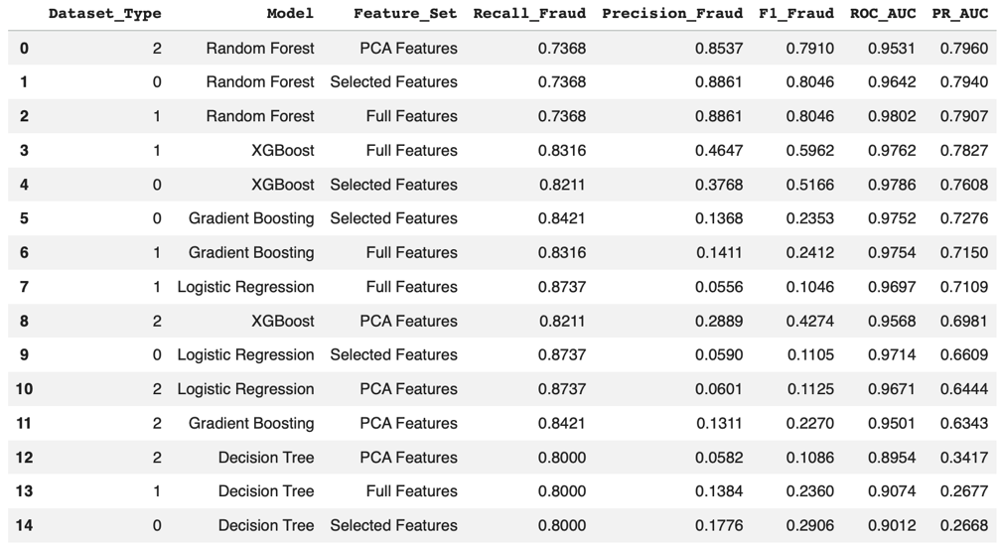 Dataset_Type Model Feature_Set Recall_Fraud Precision_Fraud F1_Fraud ROC_AUC PR_AUC
0 2 Random Forest PCA Features 0.7368 0.8537 0.7910 0.9531 0.7960
1 0 Random Forest Selected Features 0.7368 0.8861 0.8046 0.9642 0.7940
2 1 Random Forest Full Features 0.7368 0.8861 0.8046 0.9802 0.7907
3 1 XGBoost Full Features 0.8316 0.4647 0.5962 0.9762 0.7827
4 0 XGBoost Selected Features 0.8211 0.3768 0.5166 0.9786 0.7608
5 0 Gradient Boosting Selected Features 0.8421 0.1368 0.2353 0.9752 0.7276
6 1 Gradient Boosting Full Features 0.8316 0.1411 0.2412 0.9754 0.7150
7 1 Logistic Regression Full Features 0.8737 0.0556 0.1046 0.9697 0.7109
8 2 XGBoost PCA Features 0.8211 0.2889 0.4274 0.9568 0.6981
9 0 Logistic Regression Selected Features 0.8737 0.0590 0.1105 0.9714 0.6609
10 2 Logistic Regression PCA Features 0.8737 0.0601 0.1125 0.9671 0.6444
11 2 Gradient Boosting PCA Features 0.8421 0.1311 0.2270 0.9501 0.6343
12 2 Decision Tree PCA Features 0.8000 0.0582 0.1086 0.8954 0.3417
13 1 Decision Tree Full Features 0.8000 0.1384 0.2360 0.9074 0.2677
14 0 Decision Tree Selected Features 0.8000 0.1776 0.2906 0.9012 0.2668